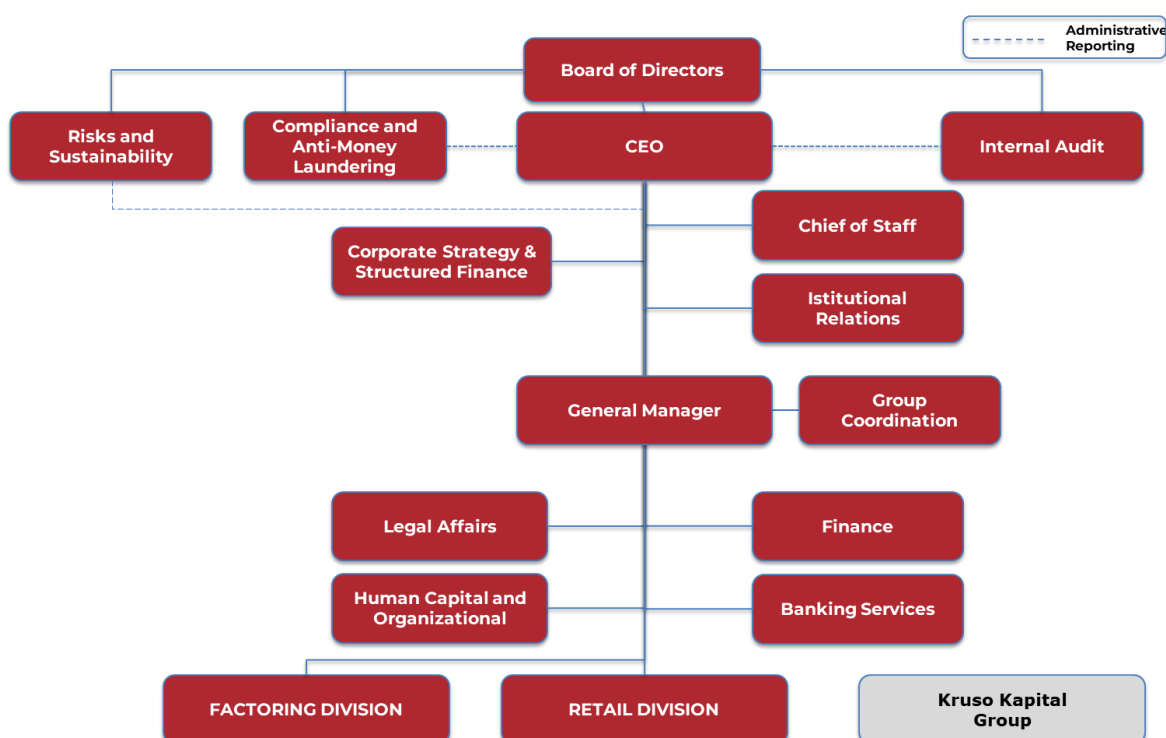 Administrative
Reporting
Board of Directors
Risks and
Sustainability
Compliance and
Anti-Money
Laundering
CEO
Internal Audit
Chief of Staff
Corporate Strategy &
Structured Finance
Istitutional
Relations
General Manager
Group
Coordination
Legal Affairs
Finance
Human Capital and
Organizational
Banking Services
FACTORING DIVISION
RETAIL DIVISION
Kruso Kapital
Group